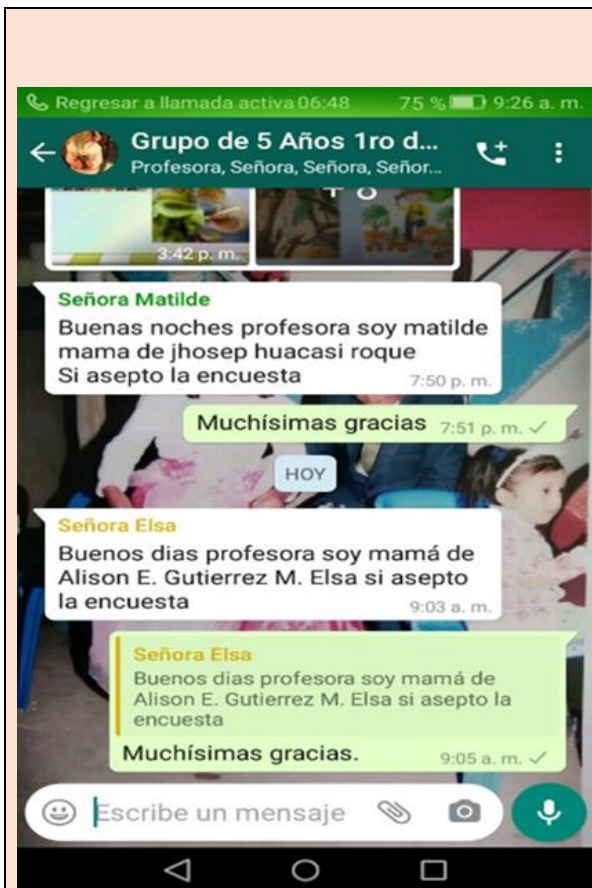 Regresar a llamada activa 06:48 75 % 9:26 a. m.
Grupo de 5 Años 1ro d...
Profesora, Señora, Señora, Señor...
+ 8
3:42 p. m.
Señora Matilde
Buenas noches profesora soy matilde
mama de jhosep huacasi roque
Si asepto la encuesta
7:50 p. m.
Muchísimas gracias 7:51 p. m.
HOY
Señora Elsa
Buenos dias profesora soy mamá de
Alison E. Gutierrez M. Elsa si asepto
la encuesta
9:03 a. m.
Señora Elsa
Buenos dias profesora soy mamá de
Alison E. Gutierrez M. Elsa si asepto la
encuesta
Muchísimas gracias.
9:05 a. m.
Escribe un mensaje